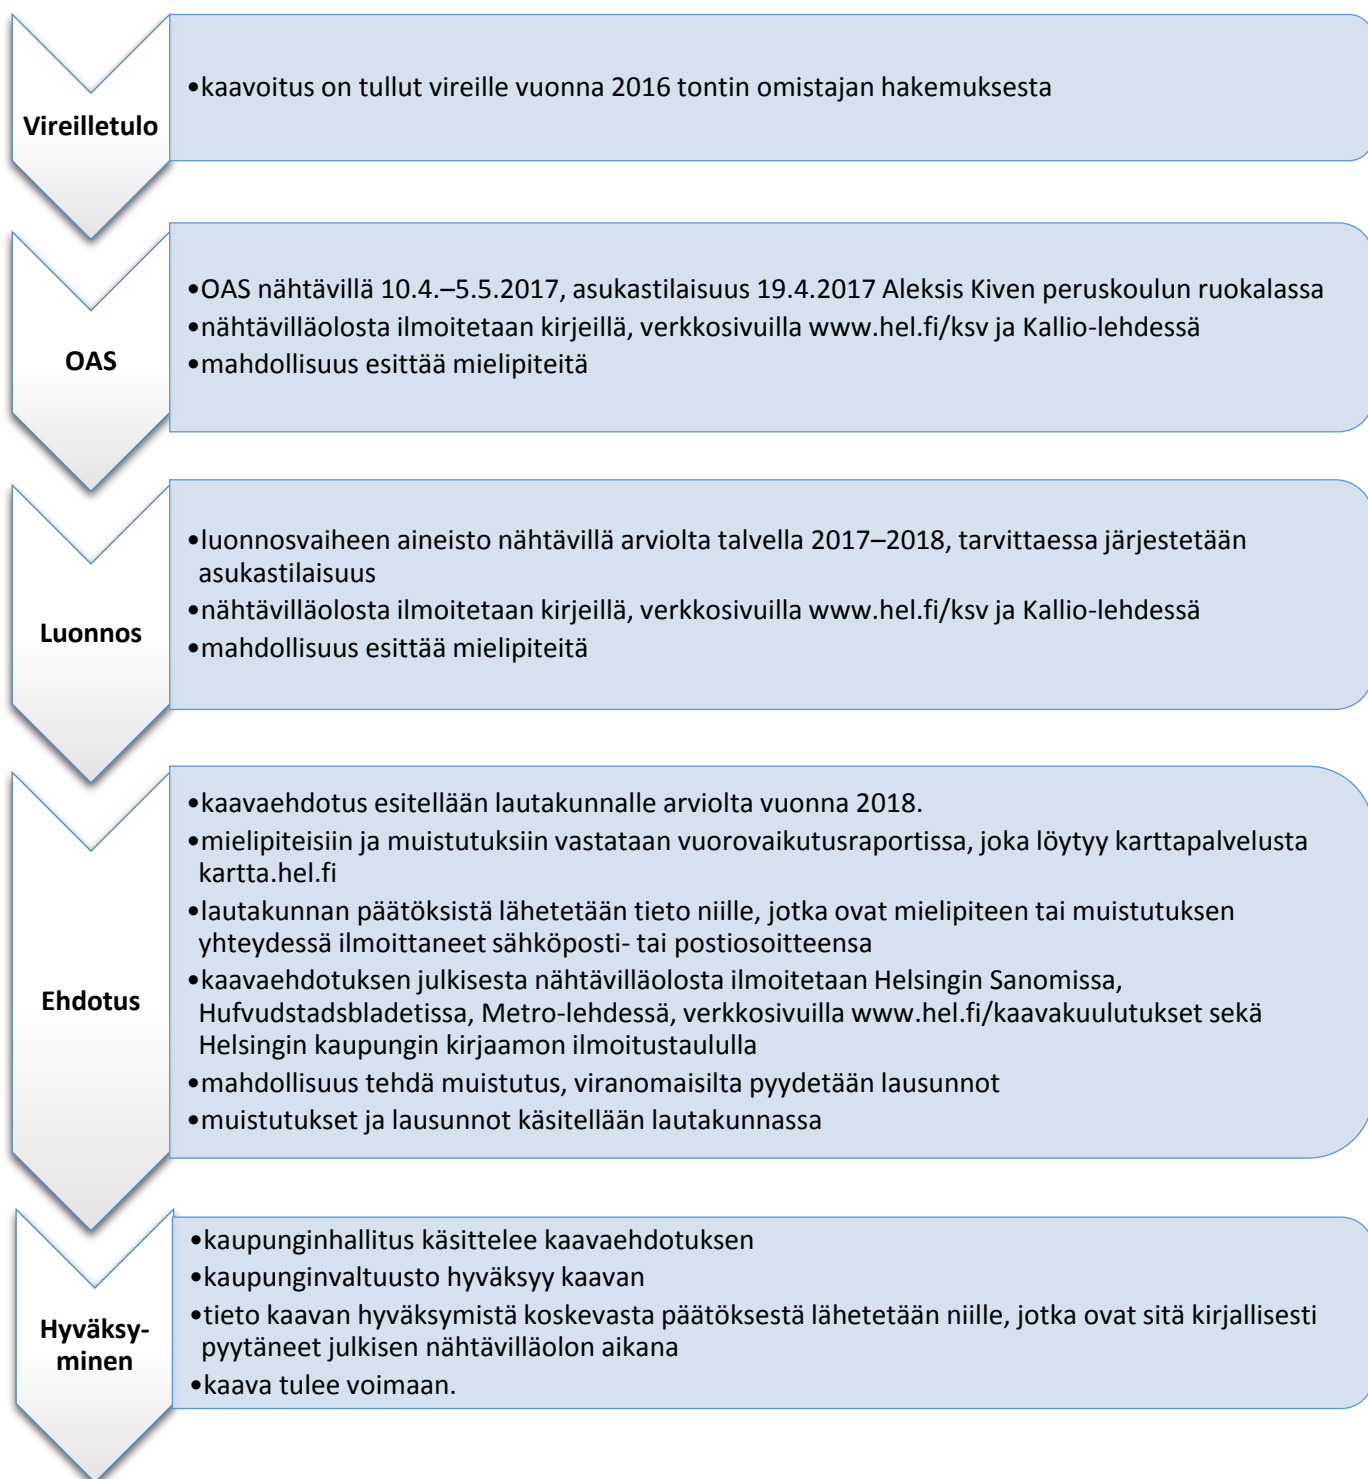 Vireilletulo
•kaavoitus on tullut vireille vuonna 2016 tontin omistajan hakemuksesta
OAS
•OAS nähtävillä 10.4.–5.5.2017, asukastilaisuus 19.4.2017 Aleksis Kiven peruskoulun ruokalassa
•nähtävilläolosta ilmoitetaan kirjeillä, verkkosivuilla www.hel.fi/ksv ja Kallio-lehdessä
•mahdollisuus esittää mielipiteitä
Luonnos
•luonnosvaiheen aineisto nähtävillä arviolta talvella 2017–2018, tarvittaessa järjestetään
asukastilaisuus
•nähtävilläolosta ilmoitetaan kirjeillä, verkkosivuilla www.hel.fi/ksv ja Kallio-lehdessä
•mahdollisuus esittää mielipiteitä
Ehdotus
•kaavaehdotus esitellään lautakunnalle arviolta vuonna 2018.
•mielipiteisiin ja muistutuksiin vastataan vuorovaikutusraportissa, joka löytyy karttapalvelusta
kartta.hel.fi
•lautakunnan päätöksistä lähetetään tieto niille, jotka ovat mielipiteen tai muistutuksen
yhteydessä ilmoittaneet sähköposti- tai postiosoitteensa
•kaavaehdotuksen julkisesta nähtävilläolosta ilmoitetaan Helsingin Sanomissa,
Hufvudstadsbladetissa, Metro-lehdessä, verkkosivuilla www.hel.fi/kaavakuulutukset sekä
Helsingin kaupungin kirjaamon ilmoitustaululla
•mahdollisuus tehdä muistutus, viranomaisilta pyydetään lausunnot
•muistutukset ja lausunnot käsitellään lautakunnassa
Hyväksy-
minen
•kaupunginhallitus käsittelee kaavaehdotuksen
•kaupunginvaltuusto hyväksyy kaavan
•tieto kaavan hyväksymistä koskevasta päätöksestä lähetetään niille, jotka ovat sitä kirjallisesti
pyytäneet julkisen nähtävilläolon aikana
•kaava tulee voimaan.